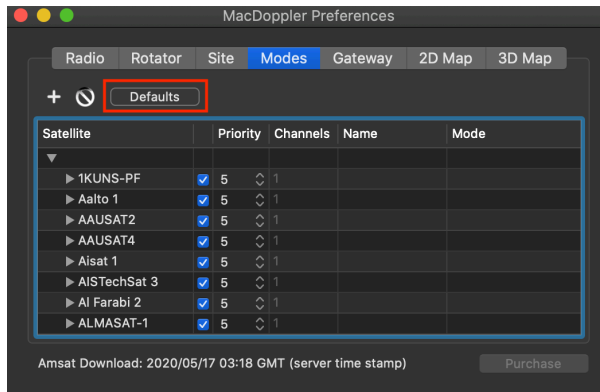 MacDoppler Preferences
Radio Rotator Site Modes Gateway 2D Map 3D Map
Defaults
Satellite Priority Channels Name Mode
1KUNS-PF 5 1
Aalto 1 5 1
AAUSAT2 5 1
AAUSAT4 5 1
Aisat 1 5 1
AISTechSat 3 5 1
Al Farabi 2 5 1
ALMASAT-1 5 1
Amsat Download: 2020/05/17 03:18 GMT (server time stamp) Purchase